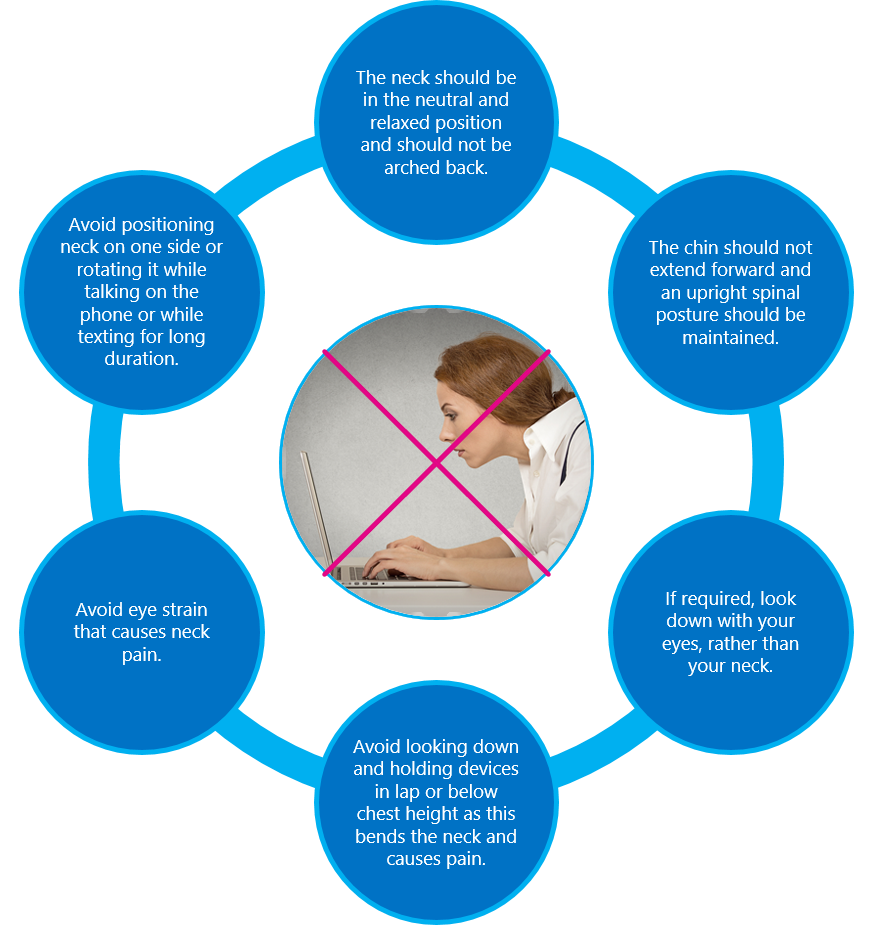 The neck should be
in the neutral and
relaxed position
and should not be
arched back.
The chin should not
extend forward and
an upright spinal
posture should be
maintained.
If required, look
down with your
eyes, rather than
your neck.
Avoid looking down
and holding devices
in lap or below
chest height as this
bends the neck and
causes pain.
Avoid eye strain
that causes neck
pain.
Avoid positioning
neck on one side or
rotating it while
talking on the
phone or while
texting for long
duration.